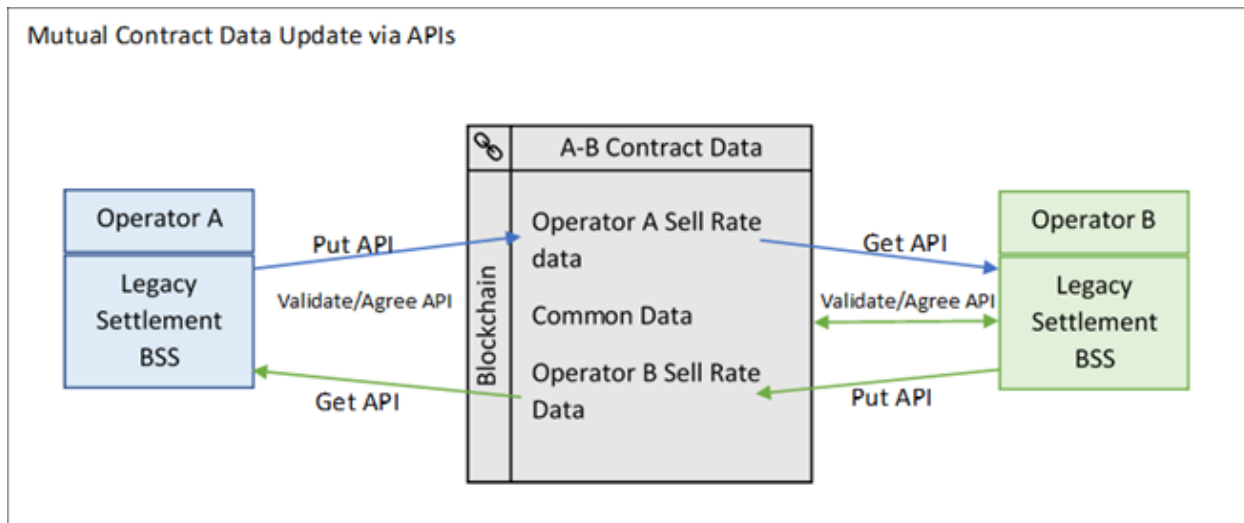 Mutual Contract Data Update via APIs
A-B Contract Data
Blockchain
Operator A
Legacy
Settlement
BSS
Put API
Validate/Agree API
Get API
Operator A Sell Rate
data
Common Data
Operator B Sell Rate
Data
Get API
Validate/Agree API
Put API
Operator B
Legacy
Settlement
BSS